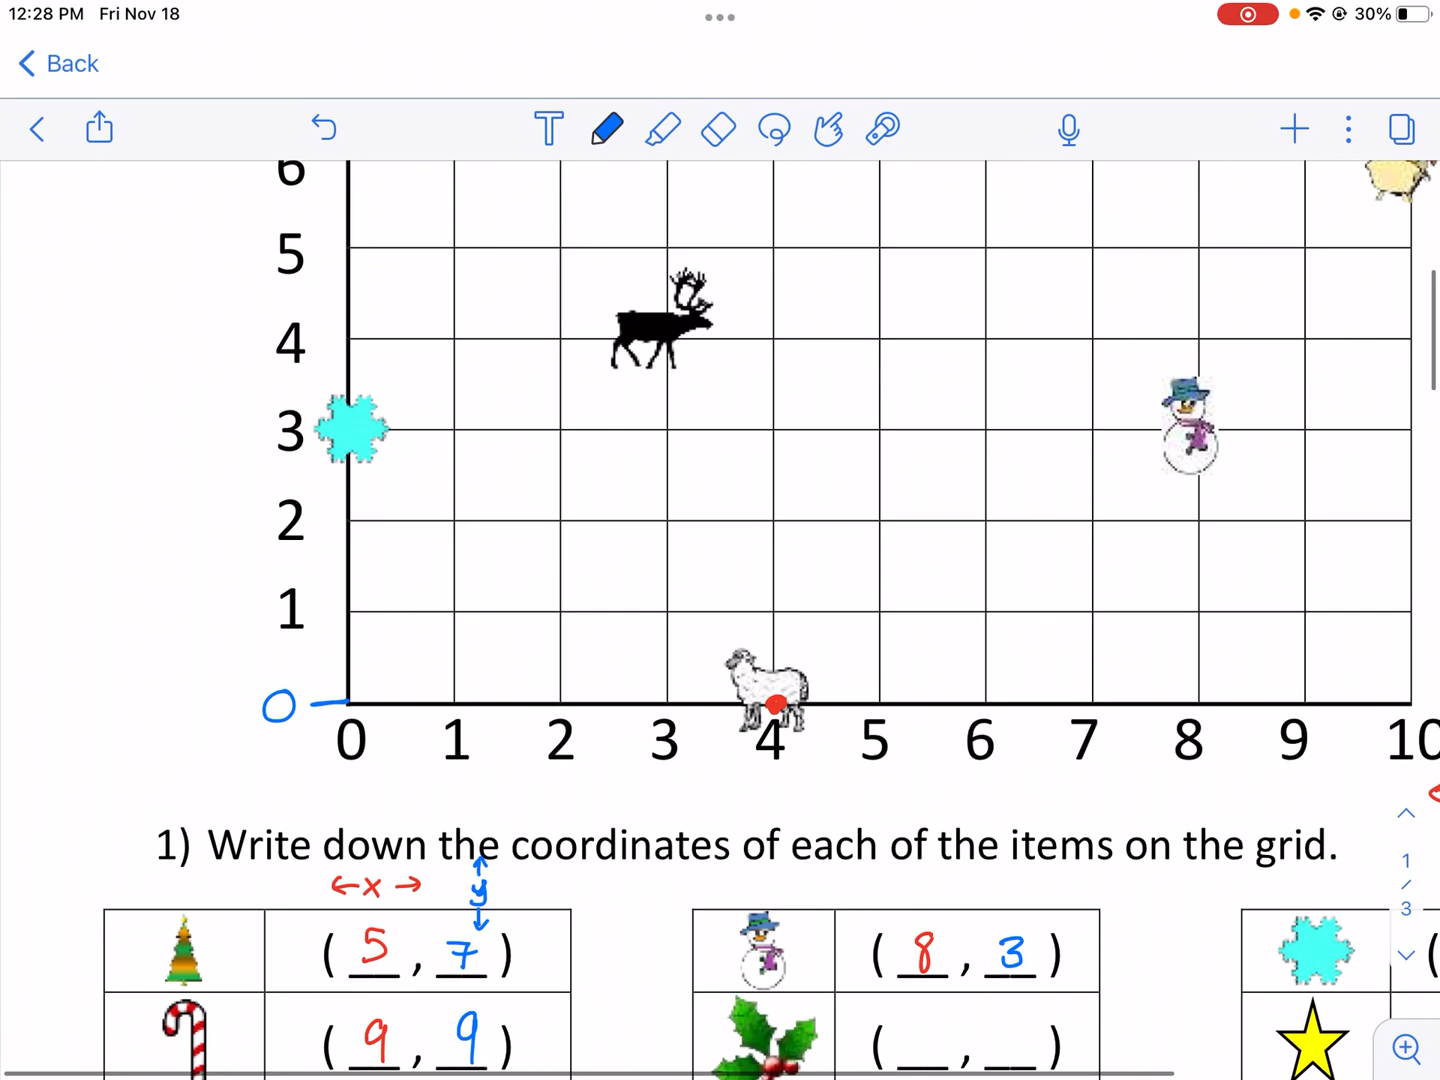 12:28 PM Fri Nov 18
30%
Back
T
6
5
4
3
2
1
0
0 1 2 3 4 5 6 7 8 9 10
1) Write down the coordinates of each of the items on the grid.
x
y
( 5 , 7 )
( 8 , 3 )
(
( 9 , 9 )
( __ , __ )
1
/
3